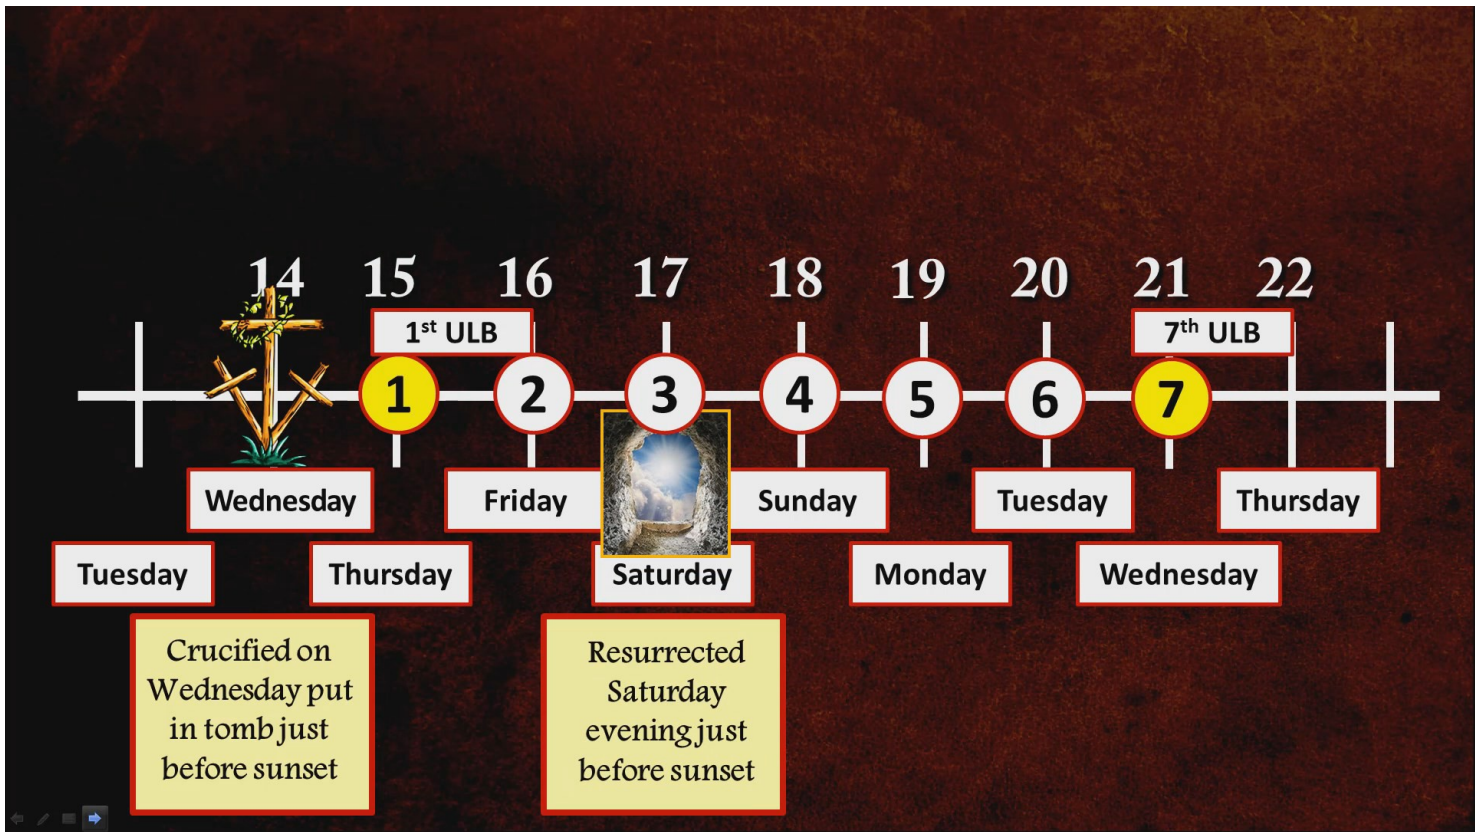 14 15 16 17 18 19 20 21 22
1st ULB
7th ULB
1 2 3 4 5 6 7
Wednesday Friday Sunday Tuesday Thursday
Tuesday Thursday Saturday Monday Wednesday
Crucified on
Wednesday put
in tomb just
before sunset
Resurrected
Saturday
evening just
before sunset